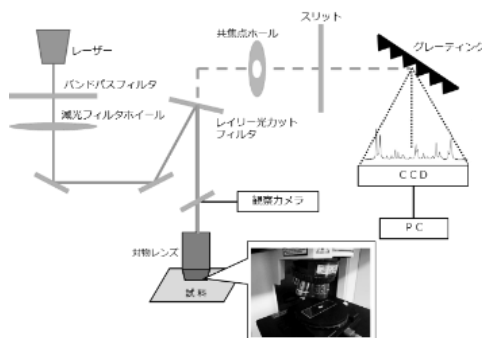 レーザー
バンドパスフィルタ
減光フィルタホイール
共焦点ホール
スリット
グレーティング
レイリー光カット
フィルタ
CCD
観察カメラ
PC
対物レンズ
試料